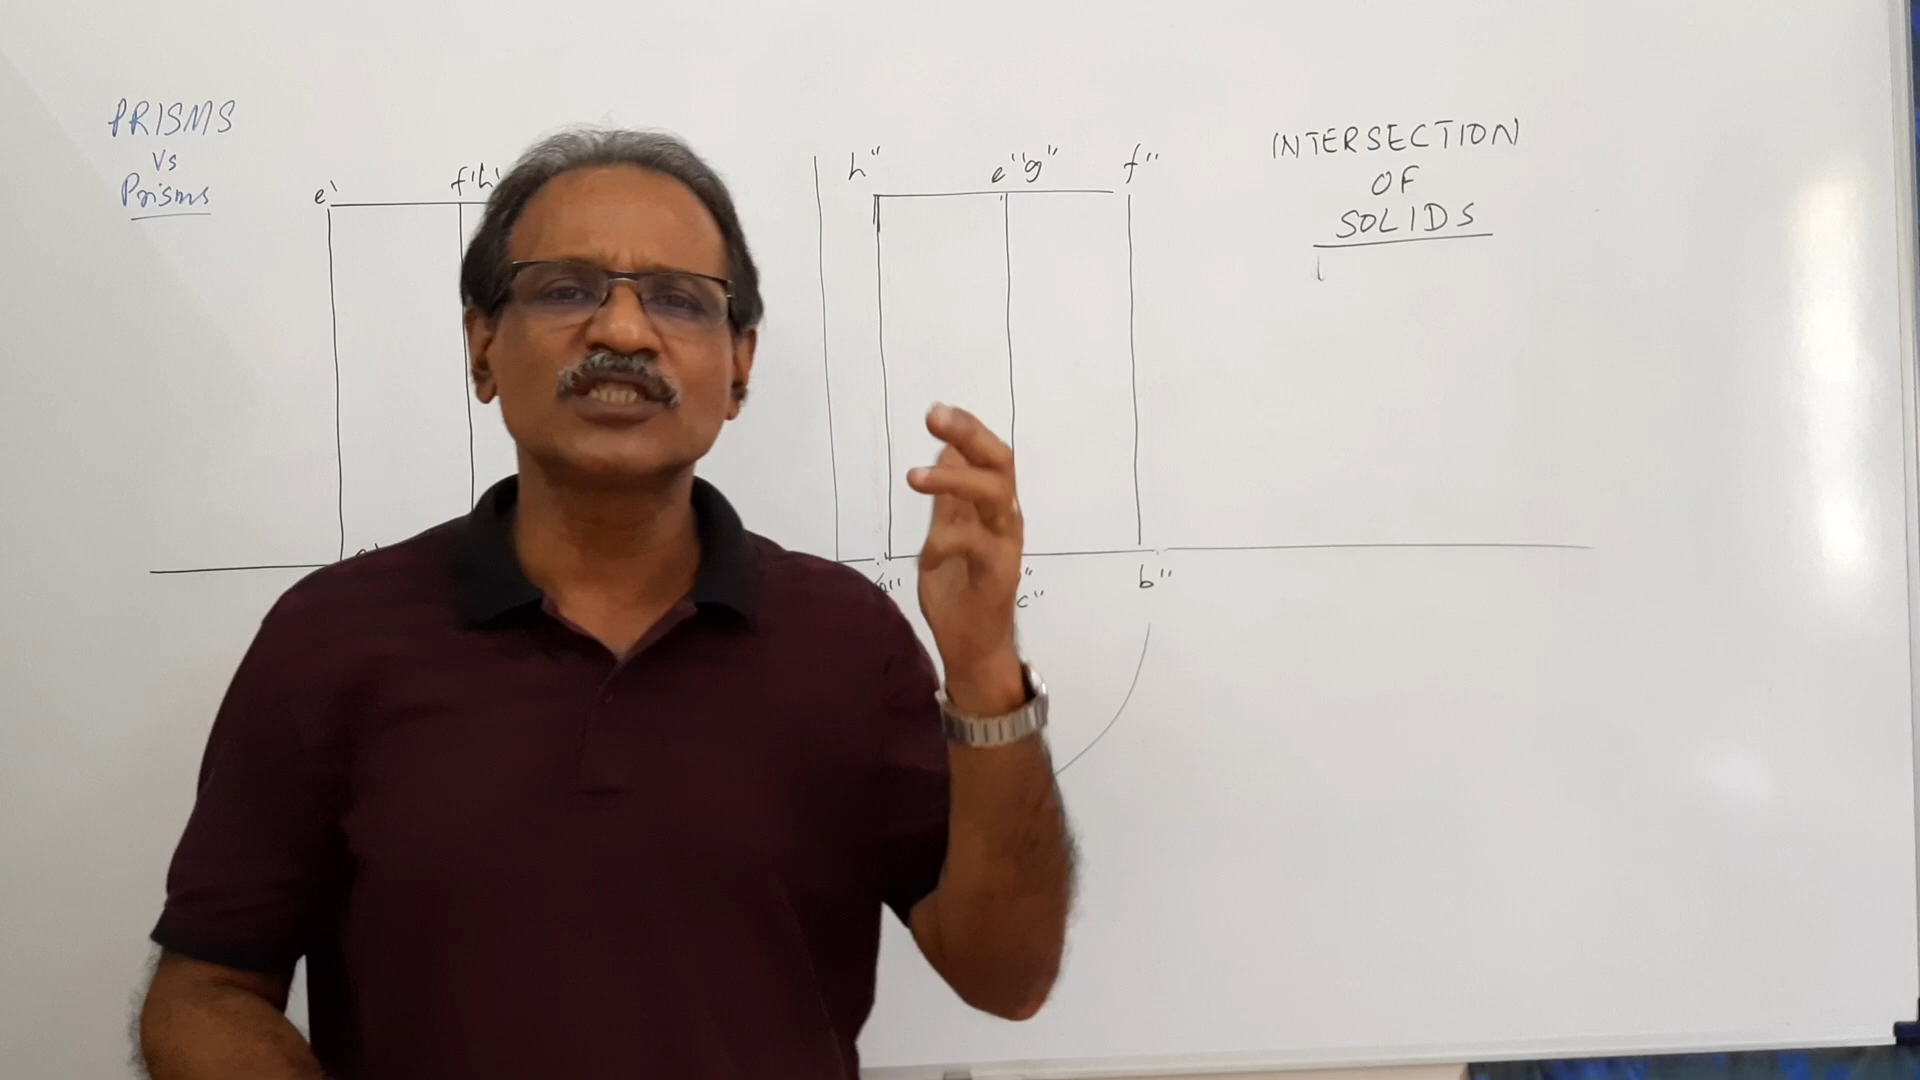 PRISMS
Vs
Prisms
e' f'h'
h" e"g" f"
INTERSECTION
OF
SOLIDS
c" b"